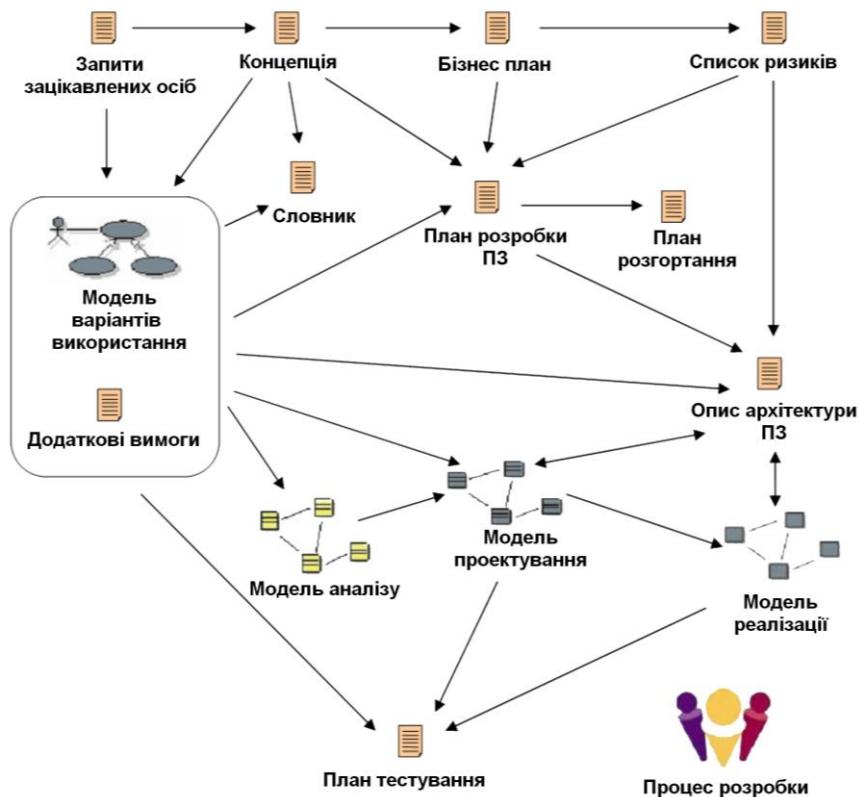 Запити
зацікавлених осіб
Концепція
Бізнес план
Список ризиків
Словник
План розробки
ПЗ
План
розгортання
Модель
варіантів
використання
Додаткові вимоги
Опис архітектури
ПЗ
Модель аналізу
Модель
проектування
Модель
реалізації
План тестування
Процес розробки